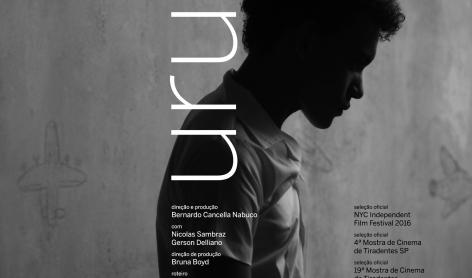 uru
direção e produção
Bernardo Cancella Nabuco
com
Nicolas Sambraz
Gerson Delliano
direção de produção
Bruna Boyd
roteiro
seleção oficial
NYC Independent
Film Festival 2016
seleção oficial
4ª Mostra de Cinema
de Tiradentes SP
seleção oficial
19ª Mostra de Cinema
de Tiradentes